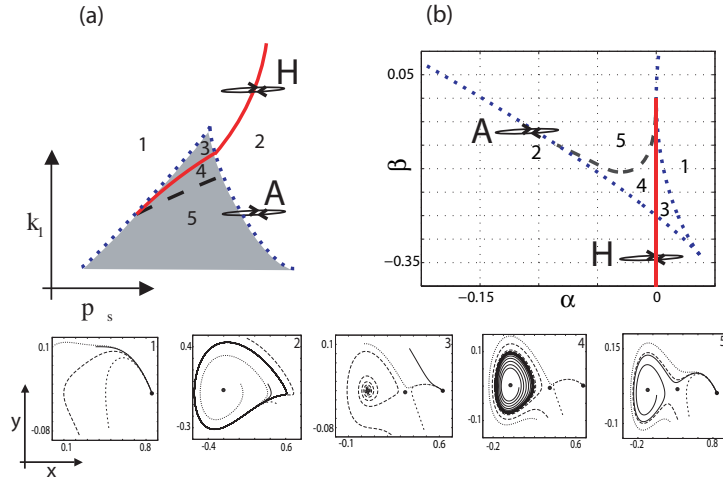 (a) (b)
H
1 2
3
4
A
5
k₁
p s
0.05
A
2 5
1
β
4
3
H
-0.35
-0.15 α 0
0.1 1
-0.08
0.1 0.8
0.4 2
-0.3
-0.4 0.6
0.1 3
-0.08
-0.1 0.6
0.1 4
-0.1
-0.2 0.6
0.15 5
-0.1
-0.2 0.6
y
x